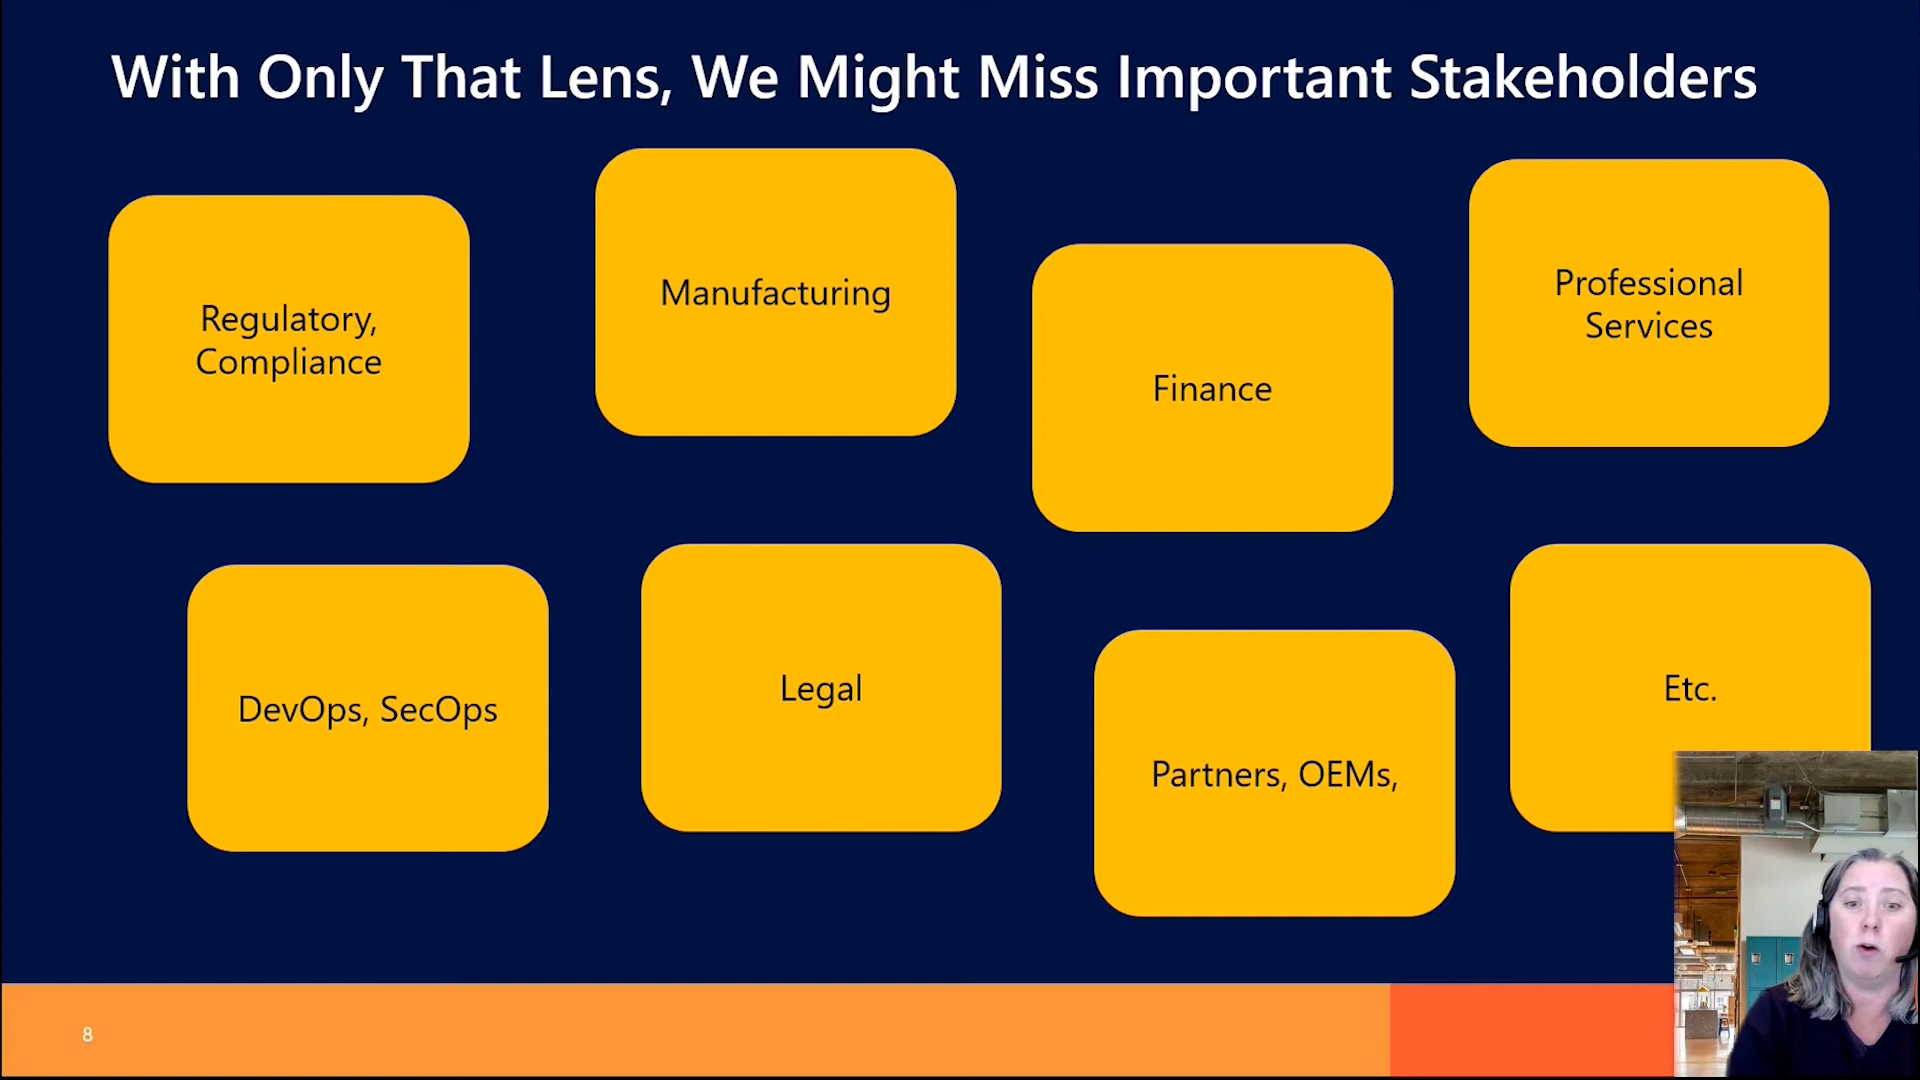 With Only That Lens, We Might Miss Important Stakeholders
Regulatory,
Compliance
Manufacturing
Finance
Professional
Services
DevOps, SecOps
Legal
Partners, OEMs,
Etc.
8